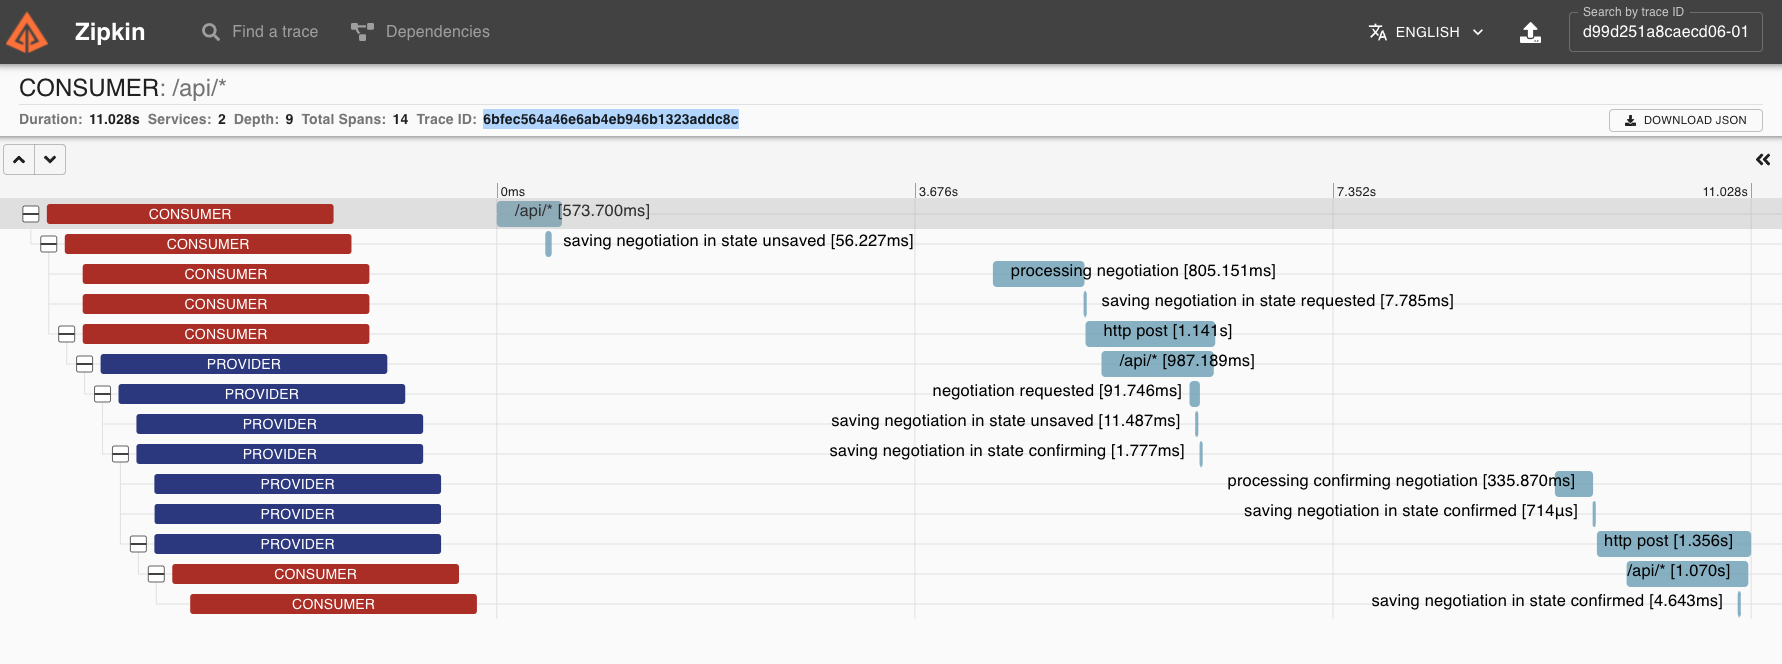 Zipkin Find a trace Dependencies ENGLISH Search by trace ID d99d251a8caecd06-01
CONSUMER: /api/*
Duration: 11.028s Services: 2 Depth: 9 Total Spans: 14 Trace ID: 6bfec564a46e6ab4eb946b1323addc8c DOWNLOAD JSON
0ms 3.676s 7.352s 11.028s
CONSUMER /api/* [573.700ms]
CONSUMER saving negotiation in state unsaved [56.227ms]
CONSUMER processing negotiation [805.151ms]
CONSUMER saving negotiation in state requested [7.785ms]
CONSUMER http post [1.141s]
PROVIDER /api/* [987.189ms]
PROVIDER negotiation requested [91.746ms]
PROVIDER saving negotiation in state unsaved [11.487ms]
PROVIDER saving negotiation in state confirming [1.777ms]
PROVIDER processing confirming negotiation [335.870ms]
PROVIDER saving negotiation in state confirmed [714μs]
PROVIDER http post [1.356s]
CONSUMER /api/* [1.070s]
CONSUMER saving negotiation in state confirmed [4.643ms]